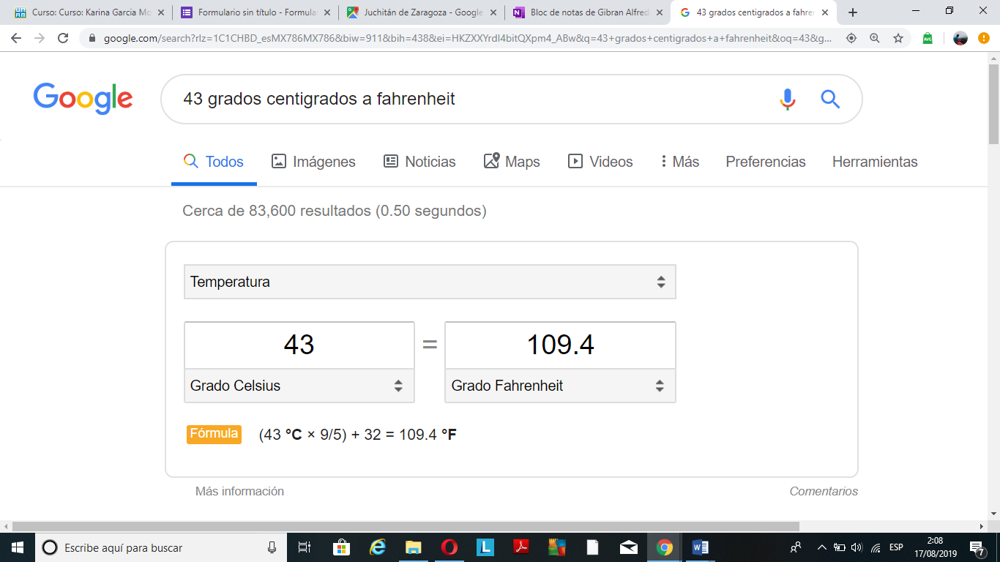 Curso: Curso: Karina Garcia Mo
Formulario sin título - Formula
Juchitán de Zaragoza - Google
Bloc de notas de Gibran Alfred
43 grados centigrados a fahren
google.com/search?rlz=1C1CHBD_esMX786MX786&biw=911&bih=438&ei=HKZXXYrdI4bitQXpm4_ABw&q=43+grados+centigrados+a+fahrenheit&oq=43&g...
Google
43 grados centigrados a fahrenheit
Todos Imágenes Noticias Maps Videos Más Preferencias Herramientas
Cerca de 83,600 resultados (0.50 segundos)
Temperatura
43 = 109.4
Grado Celsius Grado Fahrenheit
Fórmula (43 °C × 9/5) + 32 = 109.4 °F
Más información Comentarios
Escribe aquí para buscar
ESP
2:08
17/08/2019
7